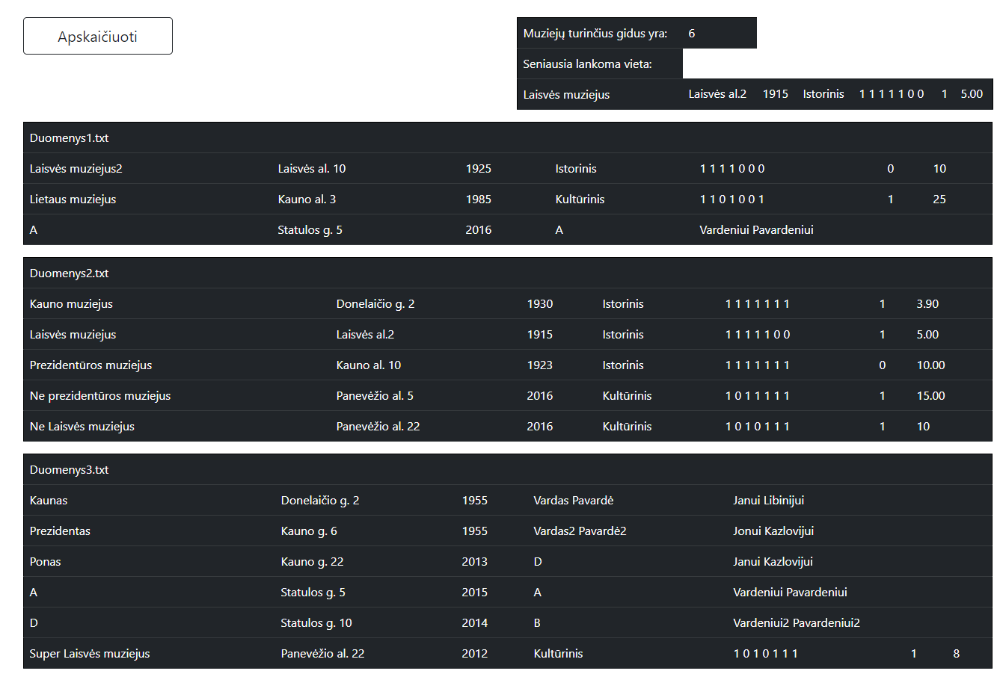 Apskaičiuoti
Muziejų turinčius gidus yra: 6
Seniausia lankoma vieta:
Laisvės muziejus Laisvės al.2 1915 Istorinis 1 1 1 1 1 0 0 1 5.00
Duomenys1.txt
Laisvės muziejus2 Laisvės al. 10 1925 Istorinis 1 1 1 1 0 0 0 0 10
Lietaus muziejus Kauno al. 3 1985 Kultūrinis 1 1 0 1 0 0 1 1 25
A Statulos g. 5 2016 A Vardeniui Pavardeniui
Duomenys2.txt
Kauno muziejus Donelaičio g. 2 1930 Istorinis 1 1 1 1 1 1 1 1 3.90
Laisvės muziejus Laisvės al.2 1915 Istorinis 1 1 1 1 1 0 0 1 5.00
Prezidentūros muziejus Kauno al. 10 1923 Istorinis 1 1 1 1 1 1 1 0 10.00
Ne prezidentūros muziejus Panevėžio al. 5 2016 Kultūrinis 1 0 1 1 1 1 1 1 15.00
Ne Laisvės muziejus Panevėžio al. 22 2016 Kultūrinis 1 0 1 0 1 1 1 1 10
Duomenys3.txt
Kaunas Donelaičio g. 2 1955 Vardas Pavardė Janui Libinijui
Prezidentas Kauno g. 6 1955 Vardas2 Pavardė2 Jonui Kazlovijui
Ponas Kauno g. 22 2013 D Janui Kazlovijui
A Statulos g. 5 2015 A Vardeniui Pavardeniui
D Statulos g. 10 2014 B Vardeniui2 Pavardeniui2
Super Laisvės muziejus Panevėžio al. 22 2012 Kultūrinis 1 0 1 0 1 1 1 1 8